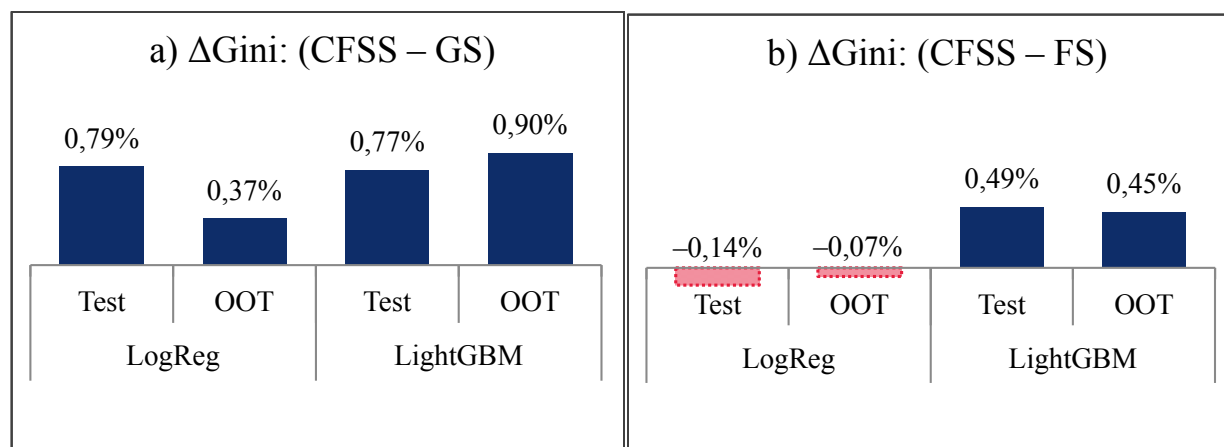 a) ΔGini: (CFSS – GS)
0,79%
0,37%
0,77%
0,90%
Test
OOT
Test
OOT
LogReg
LightGBM
b) ΔGini: (CFSS – FS)
–0,14%
–0,07%
0,49%
0,45%
Test
OOT
Test
OOT
LogReg
LightGBM